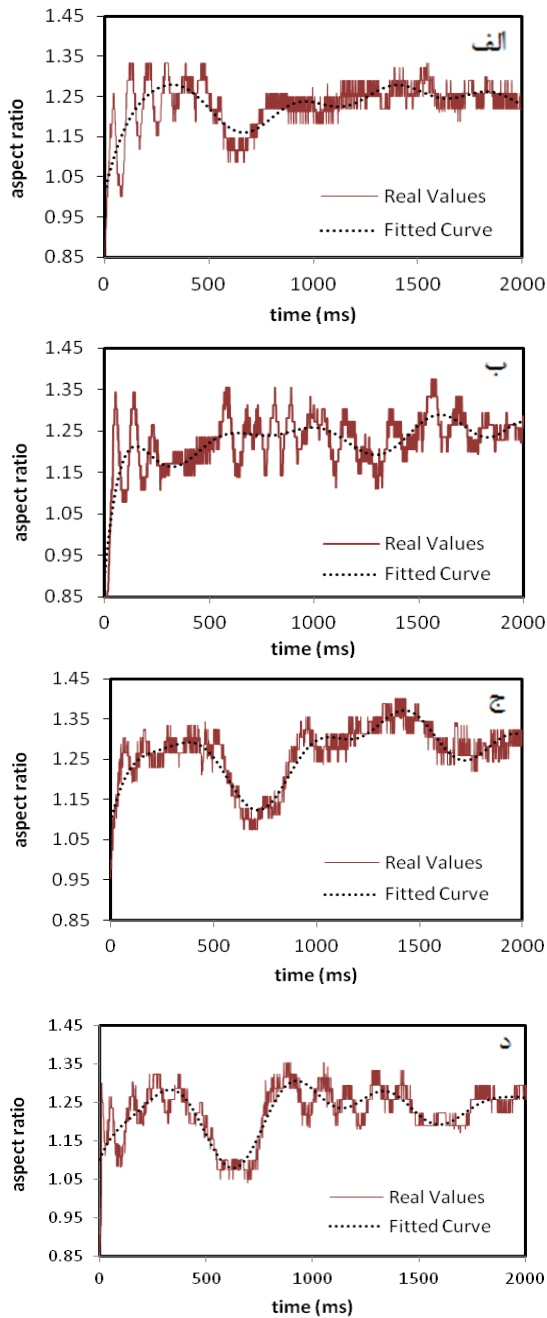 الف
1.45
1.35
1.25
1.15
1.05
0.95
0.85
aspect ratio
Real Values
Fitted Curve
0 500 1000 1500 2000
time (ms)
ب
1.45
1.35
1.25
1.15
1.05
0.95
0.85
aspect ratio
Real Values
Fitted Curve
0 500 1000 1500 2000
time (ms)
ج
1.45
1.35
1.25
1.15
1.05
0.95
0.85
aspect ratio
Real Values
Fitted Curve
0 500 1000 1500 2000
time (ms)
د
1.45
1.35
1.25
1.15
1.05
0.95
0.85
aspect ratio
Real Values
Fitted Curve
0 500 1000 1500 2000
time (ms)